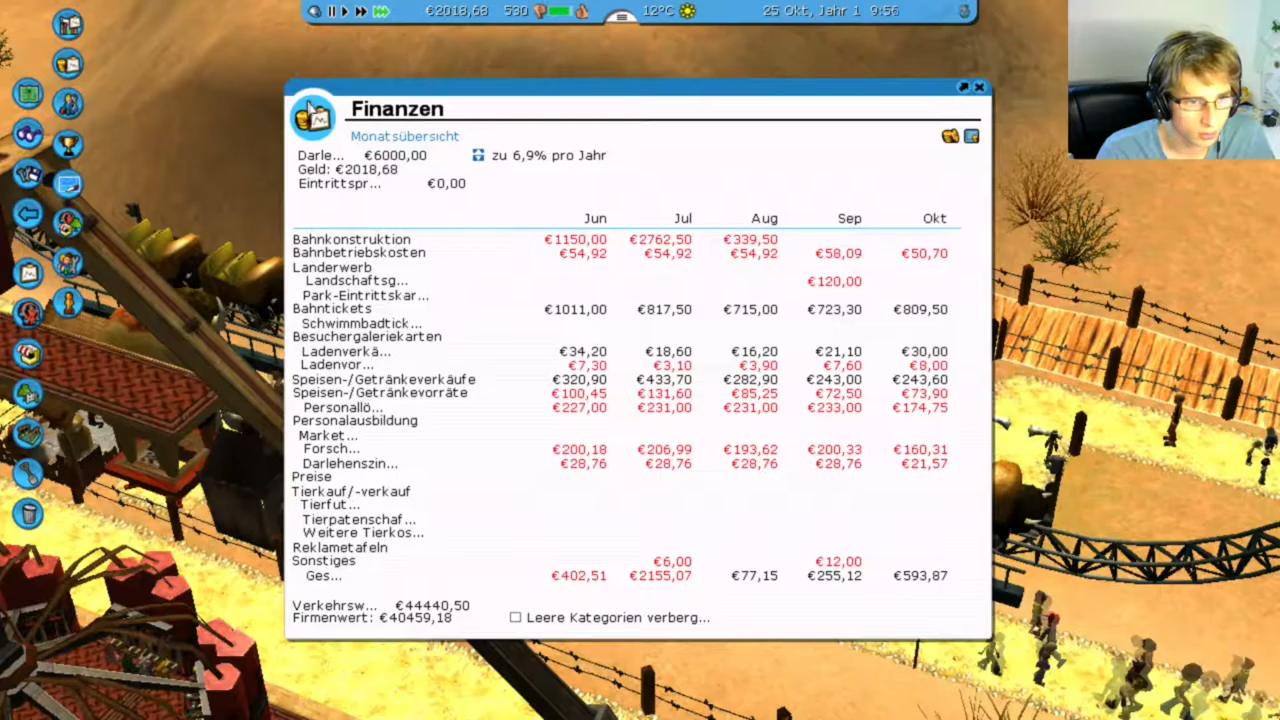 €2018,68 530 12°C 25 Okt, Jahr 1 9:56
Finanzen
Monatsübersicht
Darle... €6000,00 zu 6,9% pro Jahr
Geld: €2018,68
Eintrittspr... €0,00
Jun Jul Aug Sep Okt
Bahnkonstruktion €1150,00 €2762,50 €339,50
Bahnbetriebskosten €54,92 €54,92 €54,92 €58,09 €50,70
Landerwerb
Landschaftsg... €120,00
Park-Eintrittskar...
Bahntickets €1011,00 €817,50 €715,00 €723,30 €809,50
Schwimmbadtick...
Besuchergaleriekarten
Ladenverkä... €34,20 €18,60 €16,20 €21,10 €30,00
Ladenvor... €7,30 €3,10 €3,90 €7,60 €8,00
Speisen-/Getränkeverkäufe €320,90 €433,70 €282,90 €243,00 €243,60
Speisen-/Getränkevorräte €100,45 €131,60 €85,25 €72,50 €73,90
Personallö... €227,00 €231,00 €231,00 €233,00 €174,75
Personalausbildung
Market...
Forsch... €200,18 €206,99 €193,62 €200,33 €160,31
Darlehenszin... €28,76 €28,76 €28,76 €28,76 €21,57
Preise
Tierkauf/-verkauf
Tierfut...
Tierpatenschaf...
Weitere Tierkos...
Reklametafeln
Sonstiges €6,00 €12,00
Ges... €402,51 €2155,07 €77,15 €255,12 €593,87
Verkehrsw... €44440,50
Firmenwert: €40459,18 Leere Kategorien verberg...